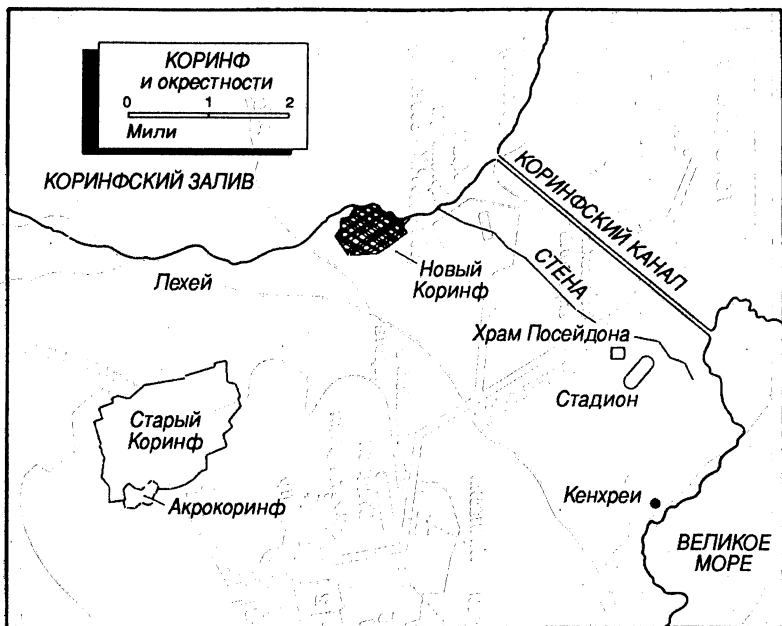 КОРИНФ
и окрестности
0 1 2
Мили
КОРИНФСКИЙ ЗАЛИВ
КОРИНФСКИЙ КАНАЛ
СТЕНА
Лехей
Новый
Коринф
Храм Посейдона
Стадион
Старый
Коринф
Акрокоринф
Кенхреи
ВЕЛИКОЕ
МОРЕ